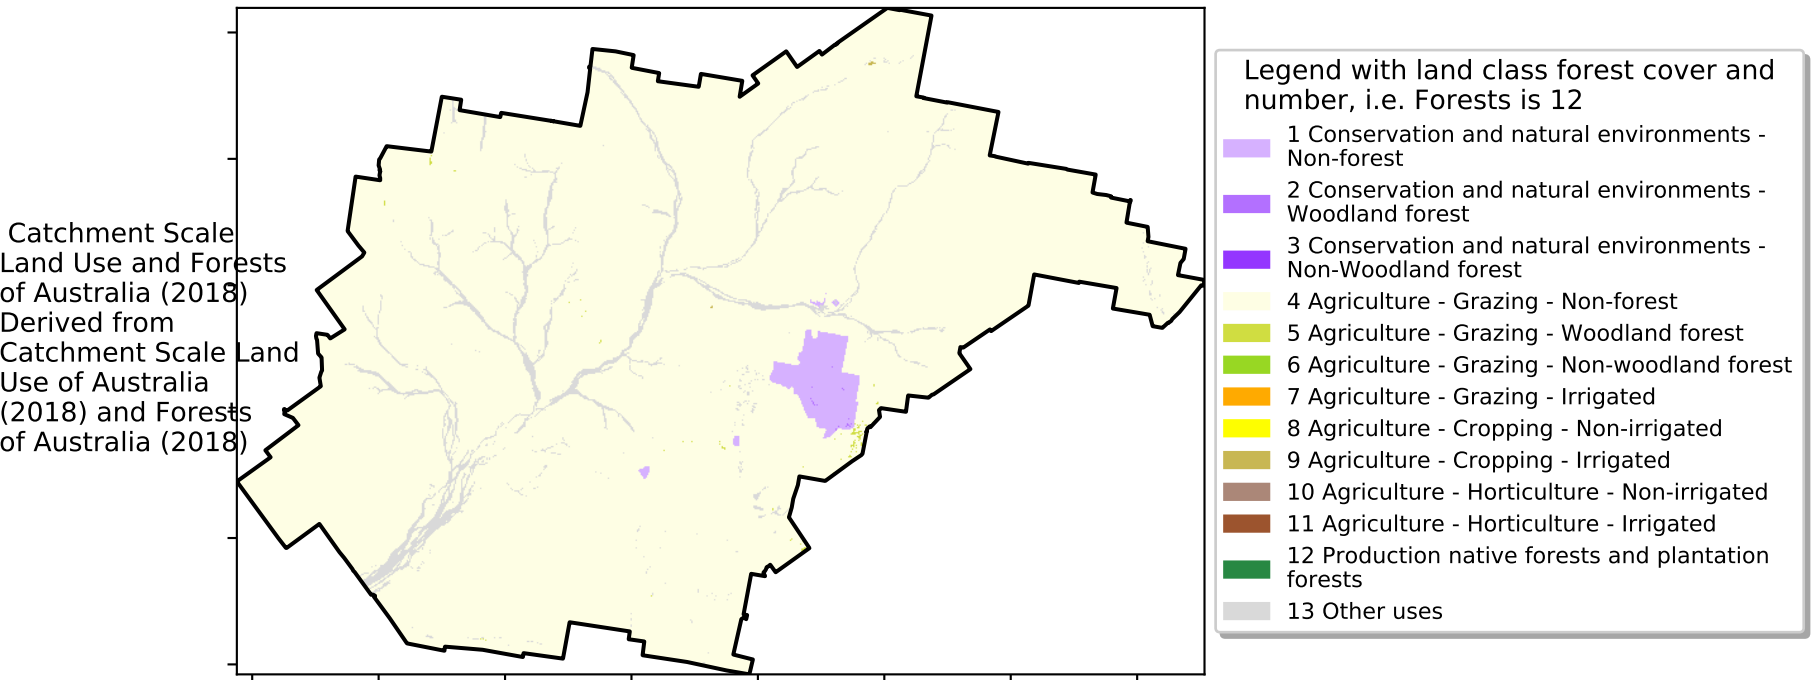 Catchment Scale
Land Use and Forests
of Australia (2018)
Derived from
Catchment Scale Land
Use of Australia
(2018) and Forests
of Australia (2018)
Legend with land class forest cover and
number, i.e. Forests is 12
1 Conservation and natural environments -
Non-forest
2 Conservation and natural environments -
Woodland forest
3 Conservation and natural environments -
Non-Woodland forest
4 Agriculture - Grazing - Non-forest
5 Agriculture - Grazing - Woodland forest
6 Agriculture - Grazing - Non-woodland forest
7 Agriculture - Grazing - Irrigated
8 Agriculture - Cropping - Non-irrigated
9 Agriculture - Cropping - Irrigated
10 Agriculture - Horticulture - Non-irrigated
11 Agriculture - Horticulture - Irrigated
12 Production native forests and plantation
forests
13 Other uses